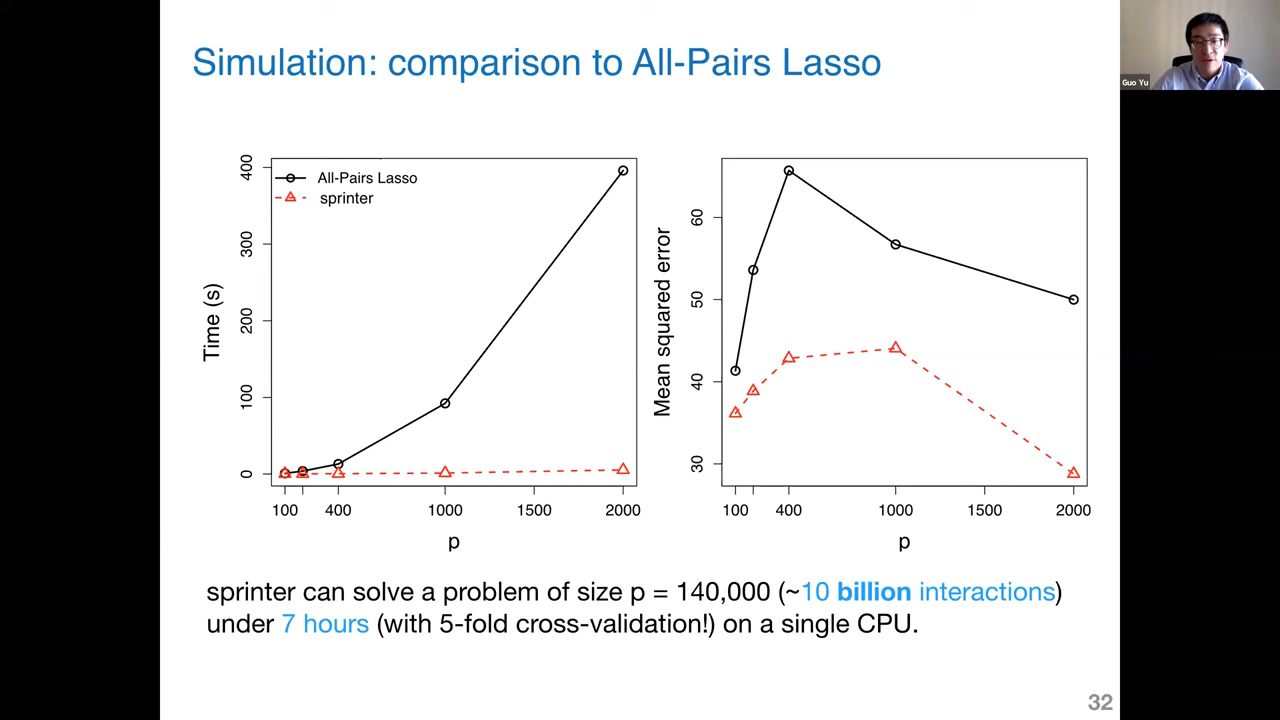 Simulation: comparison to All-Pairs Lasso
Guo Yu
All-Pairs Lasso
sprinter
Time (s)
400
300
200
100
0
100
400
1000
1500
2000
p
Mean squared error
60
50
40
30
100
400
1000
1500
2000
p
sprinter can solve a problem of size p = 140,000 (~10 billion interactions)
under 7 hours (with 5-fold cross-validation!) on a single CPU.
32